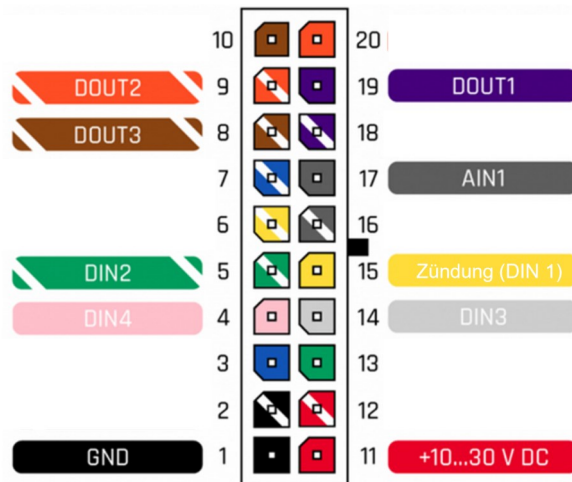 10 20
DOUT2 9 19 DOUT1
DOUT3 8 18
7 17 AIN1
6 16
DIN2 5 15 Zündung (DIN 1)
DIN4 4 14 DIN3
3 13
2 12
GND 1 11 +10...30 V DC